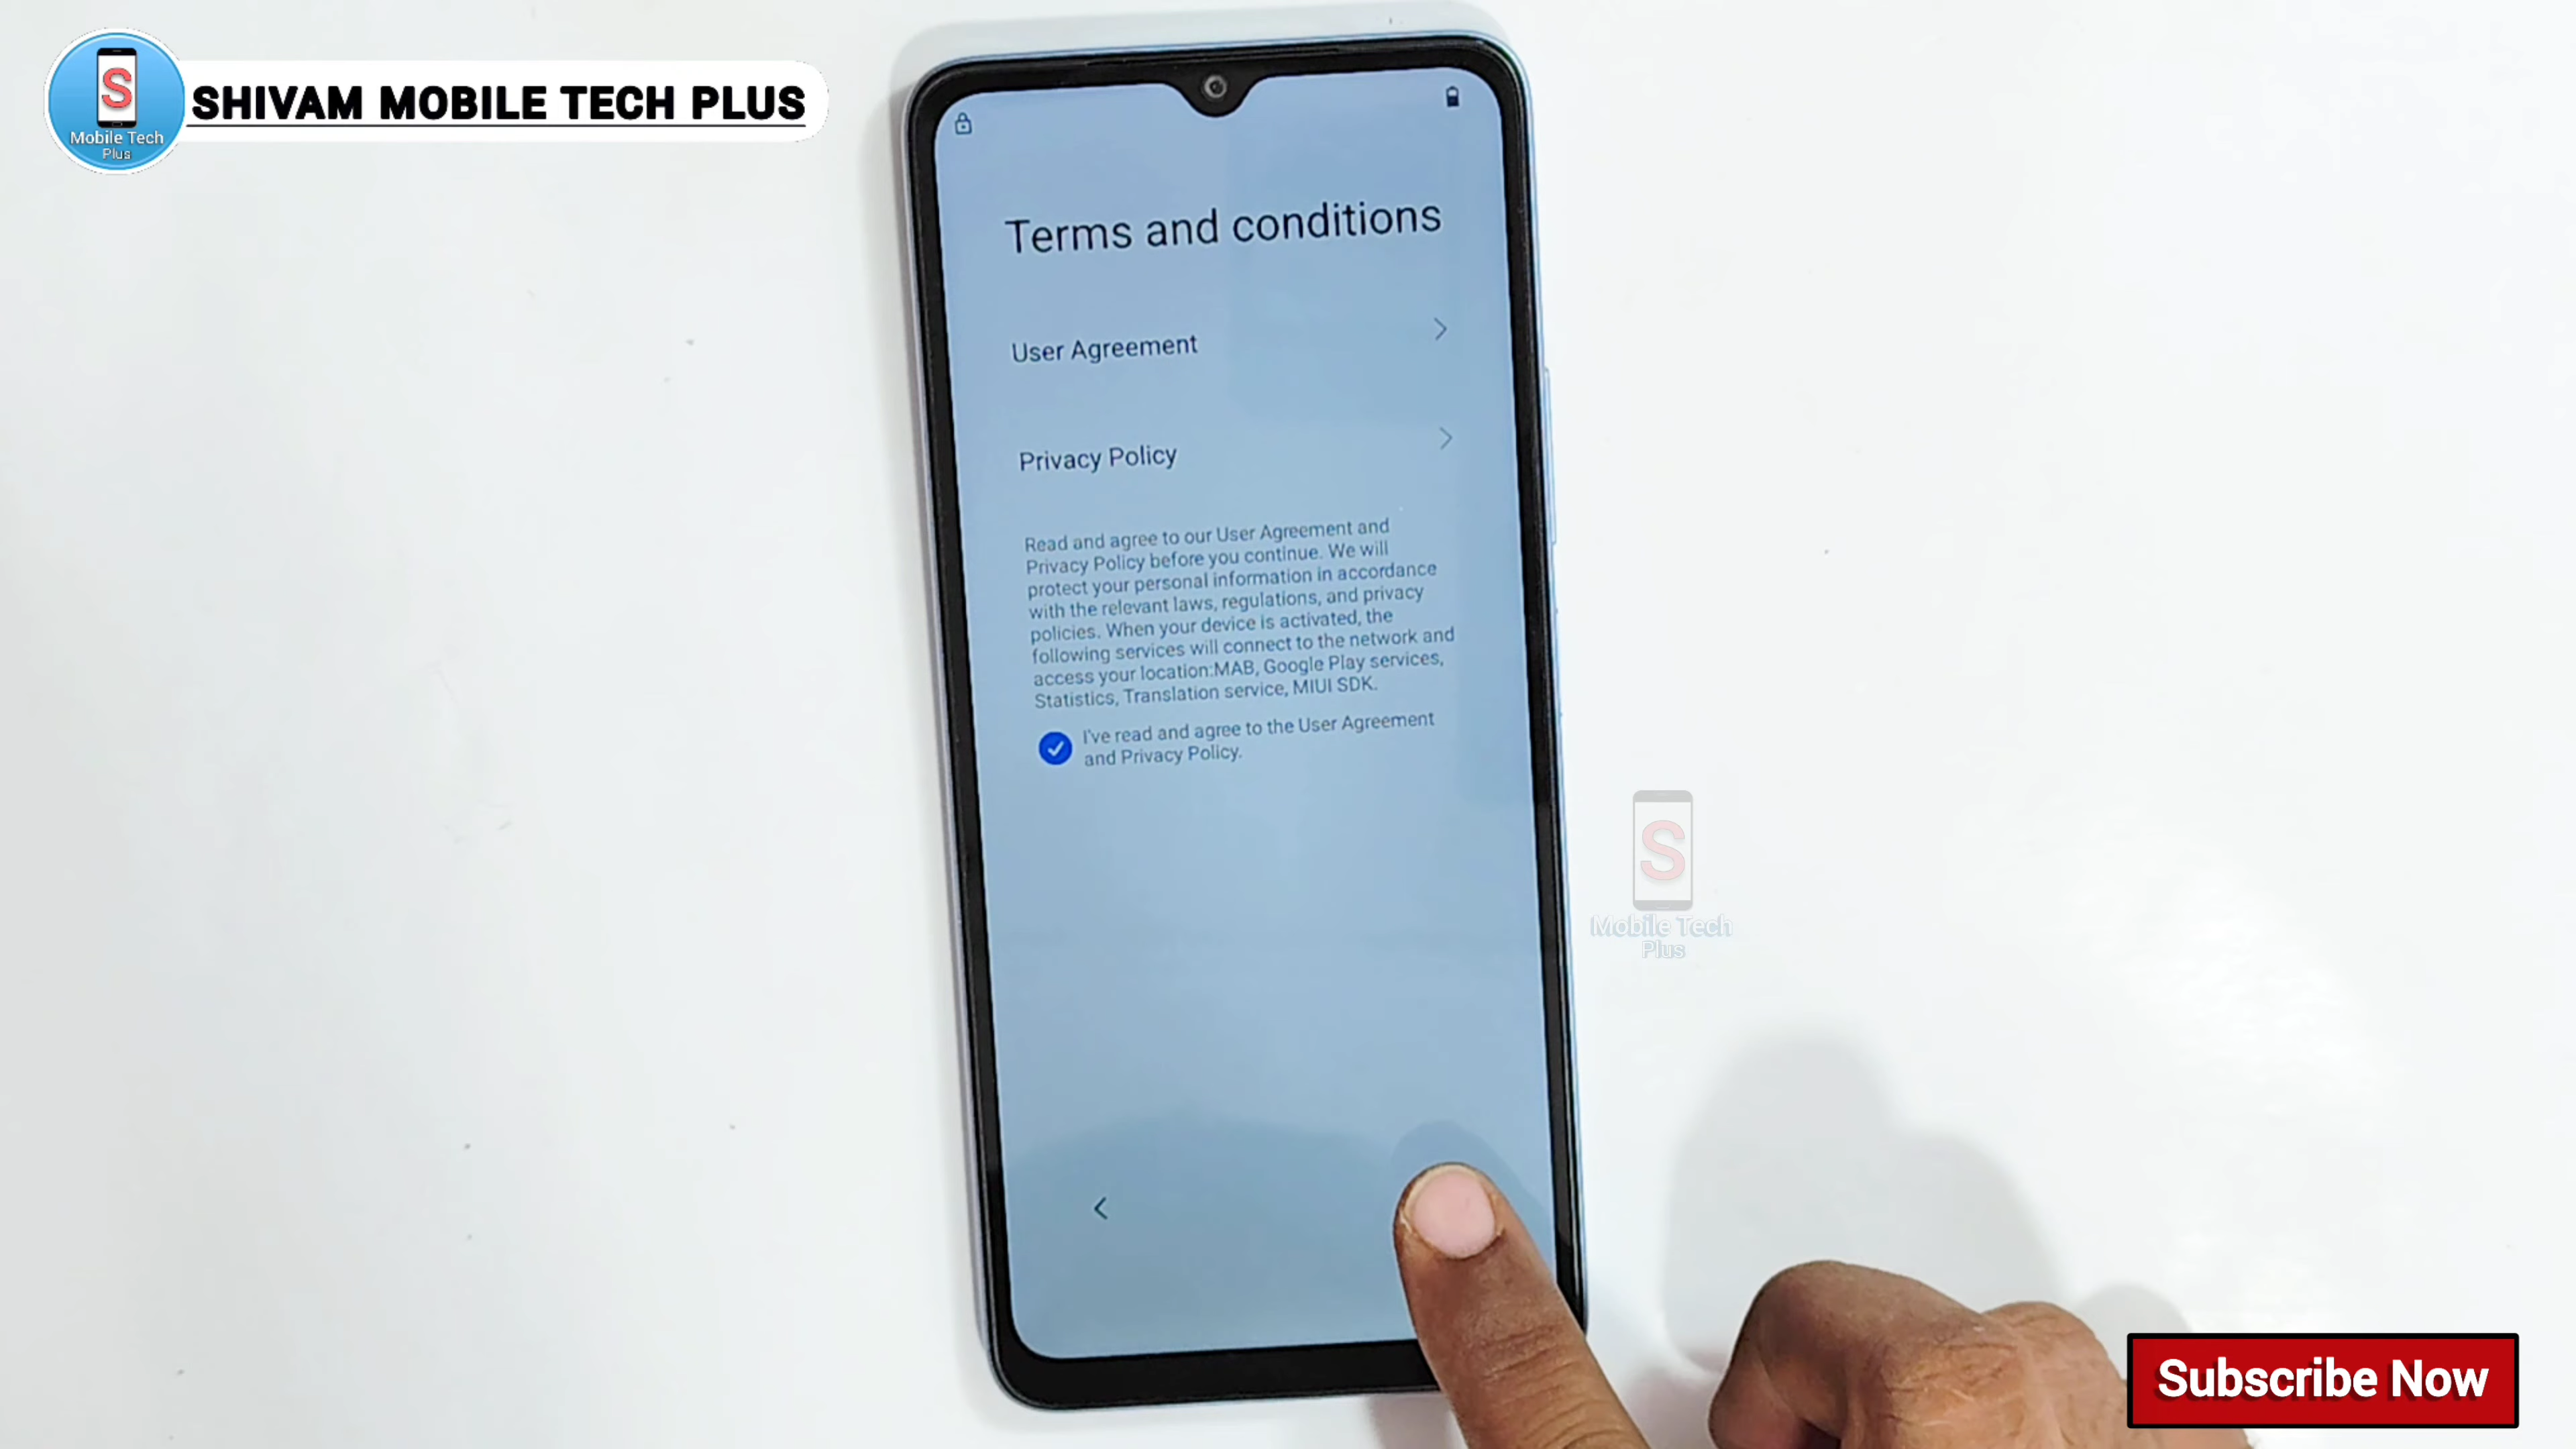 S
Mobile Tech
Plus
SHIVAM MOBILE TECH PLUS
Terms and conditions
User Agreement
Privacy Policy
Read and agree to our User Agreement and
Privacy Policy before you continue. We will
protect your personal information in accordance
with the relevant laws, regulations, and privacy
policies. When your device is activated, the
following services will connect to the network and
access your location:MAB, Google Play services,
Statistics, Translation service, MIUI SDK.
I've read and agree to the User Agreement
and Privacy Policy.
S
Mobile Tech
Plus
Subscribe Now